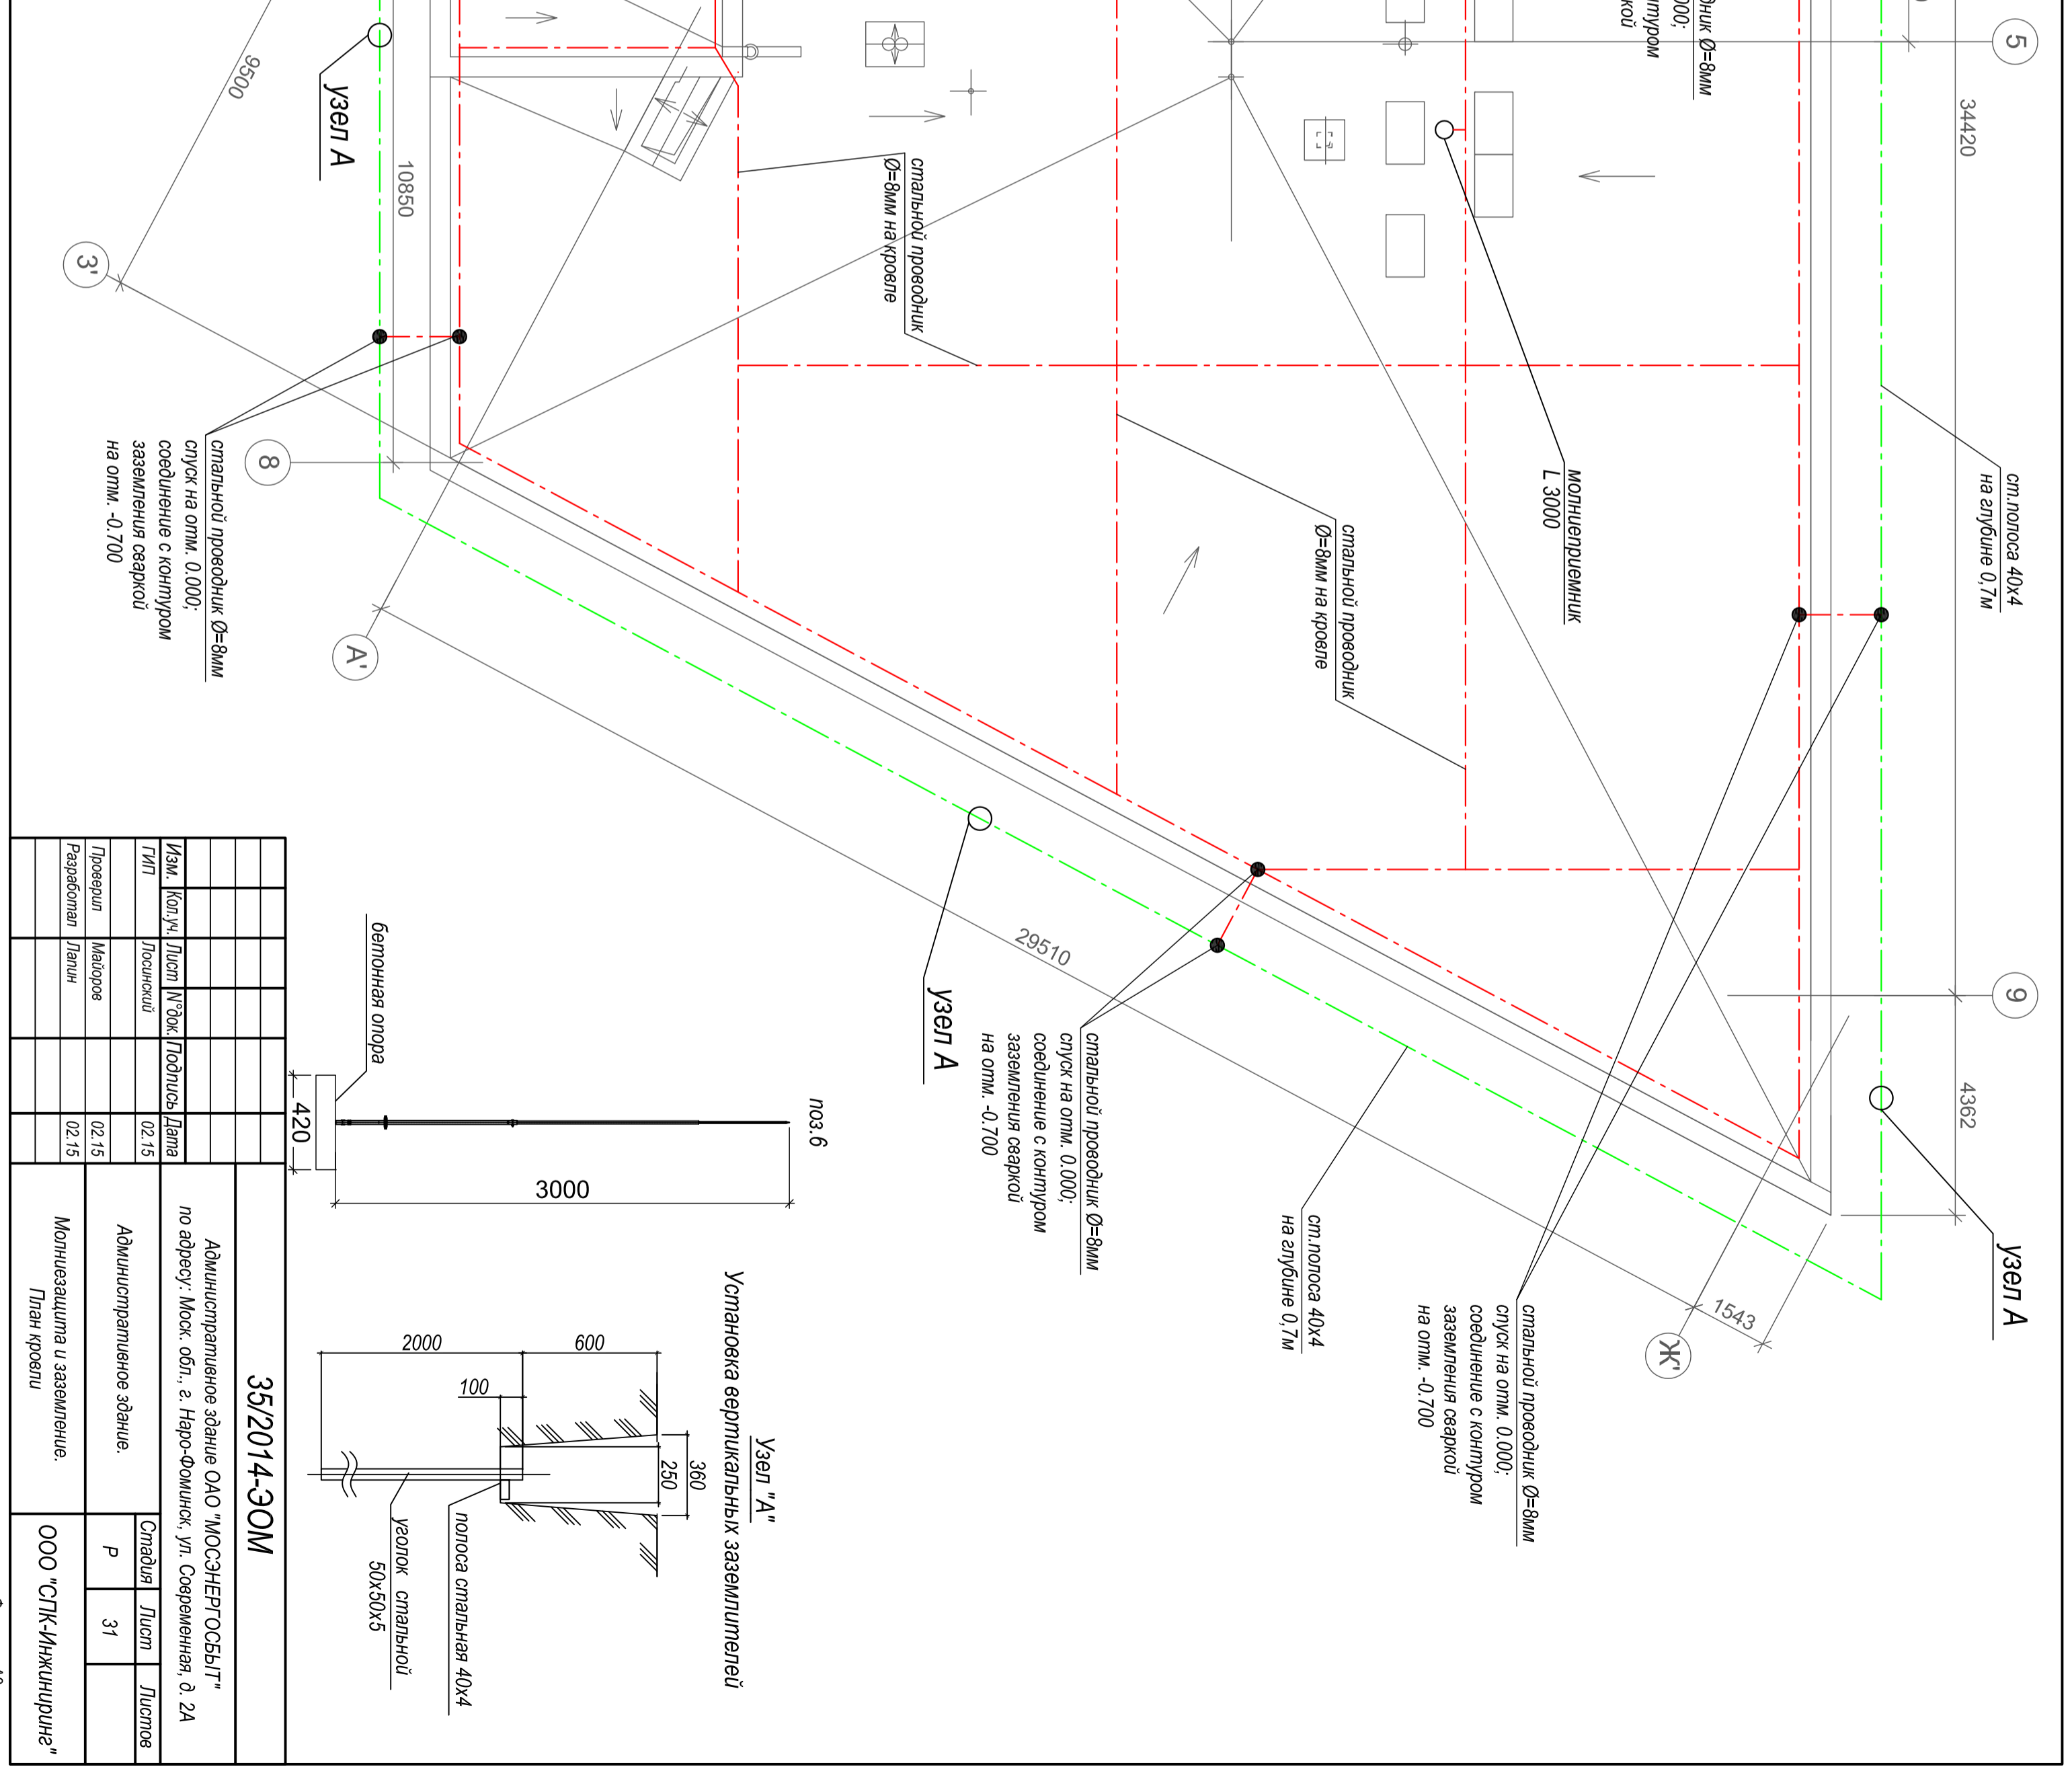 5
34420
9
4362
узел А
ст.полоса 40х4
на глубине 0,7м
000;
молниеприемник
L 3000
стальной проводник
Ø=8мм на кровле
стальной проводник
Ø=8мм на кровле
узел А
9500
10850
3'
8
А'
Ж'
1543
29510
стальной проводник Ø=8мм
спуск на отм. 0.000;
соединение с контуром
заземления сваркой
на отм. -0.700
стальной проводник Ø=8мм
спуск на отм. 0.000;
соединение с контуром
заземления сваркой
на отм. -0.700
ст.полоса 40х4
на глубине 0,7м
стальной проводник Ø=8мм
спуск на отм. 0.000;
соединение с контуром
заземления сваркой
на отм. -0.700
узел А
поз.6
3000
420
бетонная опора
Узел "А"
Установка вертикальных заземлителей
360
250
600
2000
100
полоса стальная 40х4
уголок стальной
50х50х5
35/2014-ЭОМ
Административное здание ОАО "МОСЭНЕРГОСБЫТ"
по адресу: Моск. обл., г. Наро-Фоминск, ул. Современная, д. 2А
Изм. Кол.уч. Лист №док. Подпись Дата
ГИП Лосинский 02.15
Проверил Майоров 02.15
Разработал Лапин 02.15
Административное здание.
Стадия Лист Листов
Р 31
Молниезащита и заземление.
План кровли
ООО "СПК-Инжиниринг"